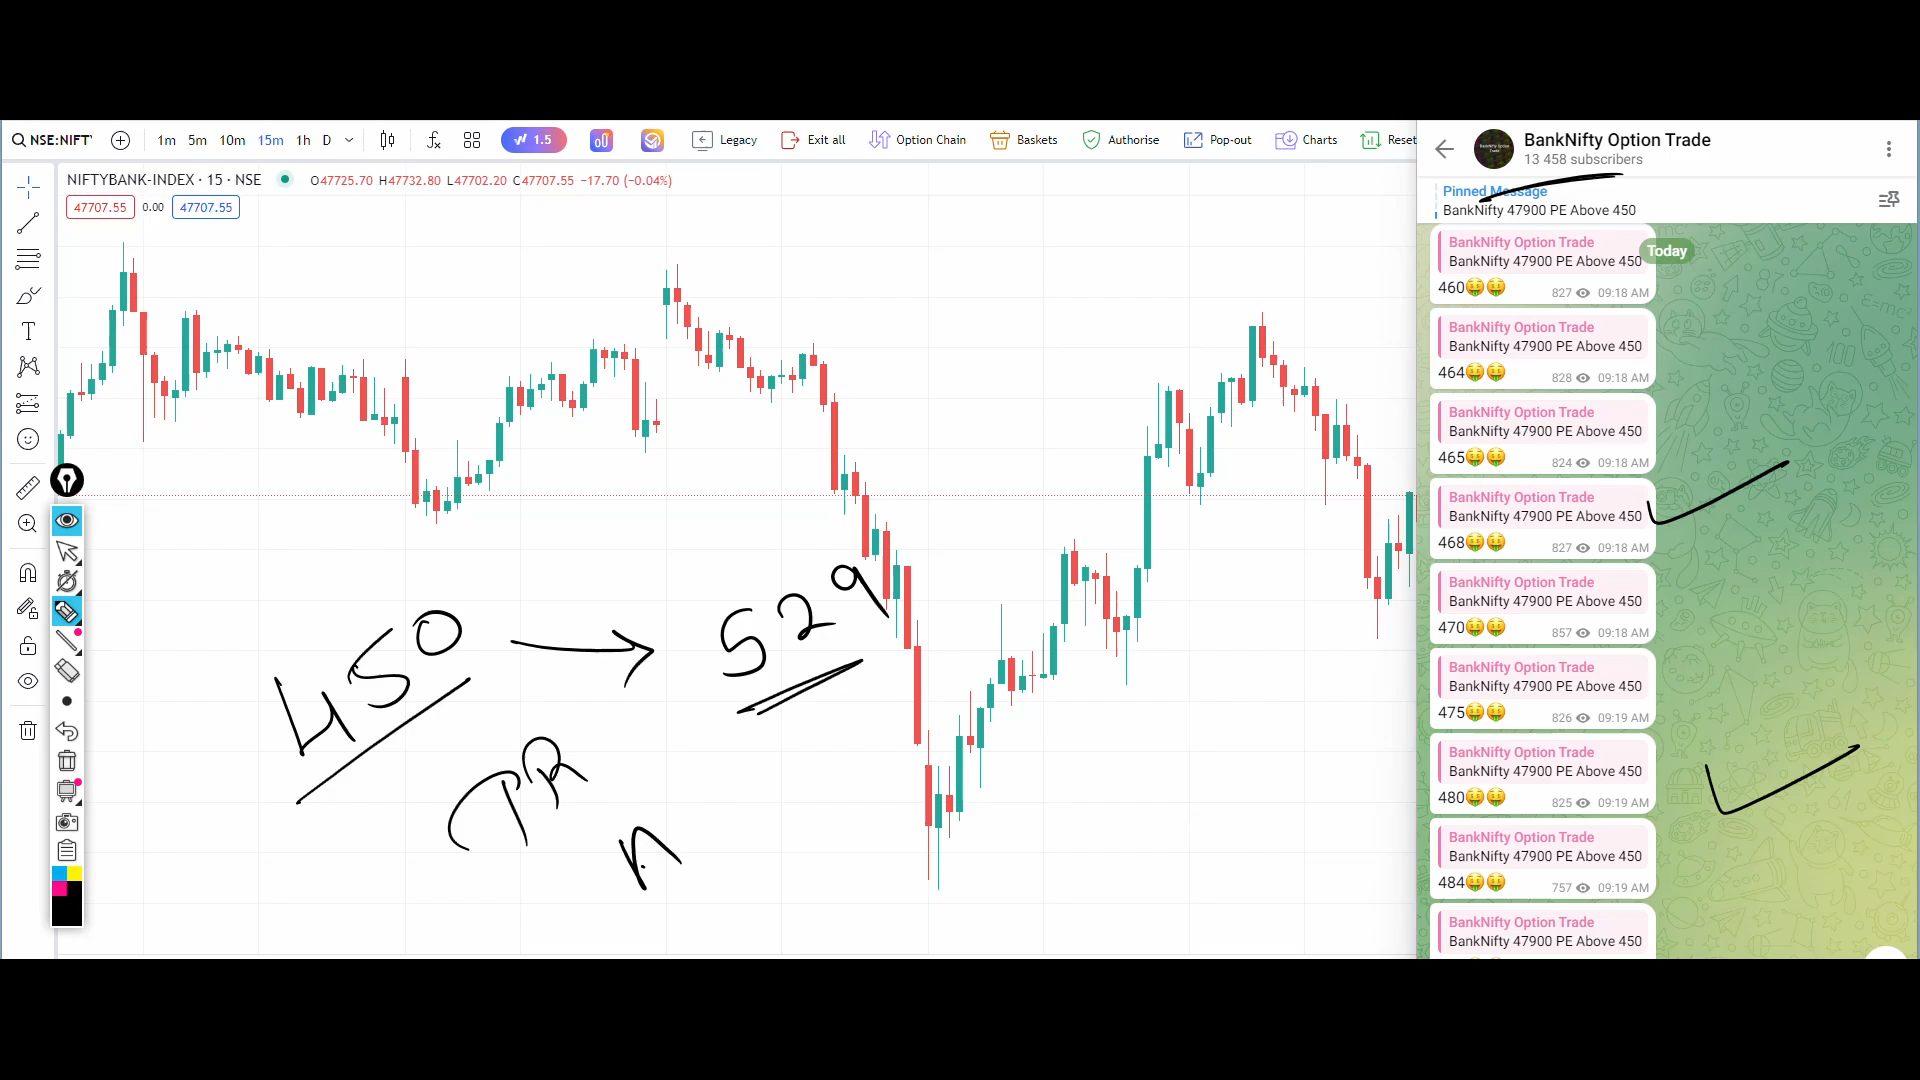 NSE:NIFTY 1m 5m 10m 15m 1h D 1.5 Legacy Exit all Option Chain Baskets Authorise Pop-out Charts Reset
NIFTYBANK-INDEX · 15 · NSE O47725.70 H47732.80 L47702.20 C47707.55 −17.70 (−0.04%)
47707.55 0.00 47707.55
450 → 529
BankNifty Option Trade
13 458 subscribers
Pinned Message
BankNifty 47900 PE Above 450
Today
BankNifty Option Trade
BankNifty 47900 PE Above 450
460🤑🤑 827 09:18 AM
BankNifty Option Trade
BankNifty 47900 PE Above 450
464🤑🤑 828 09:18 AM
BankNifty Option Trade
BankNifty 47900 PE Above 450
465🤑🤑 824 09:18 AM
BankNifty Option Trade
BankNifty 47900 PE Above 450
468🤑🤑 827 09:18 AM
BankNifty Option Trade
BankNifty 47900 PE Above 450
470🤑🤑 857 09:18 AM
BankNifty Option Trade
BankNifty 47900 PE Above 450
475🤑🤑 826 09:19 AM
BankNifty Option Trade
BankNifty 47900 PE Above 450
480🤑🤑 825 09:19 AM
BankNifty Option Trade
BankNifty 47900 PE Above 450
484🤑🤑 757 09:19 AM
BankNifty Option Trade
BankNifty 47900 PE Above 450